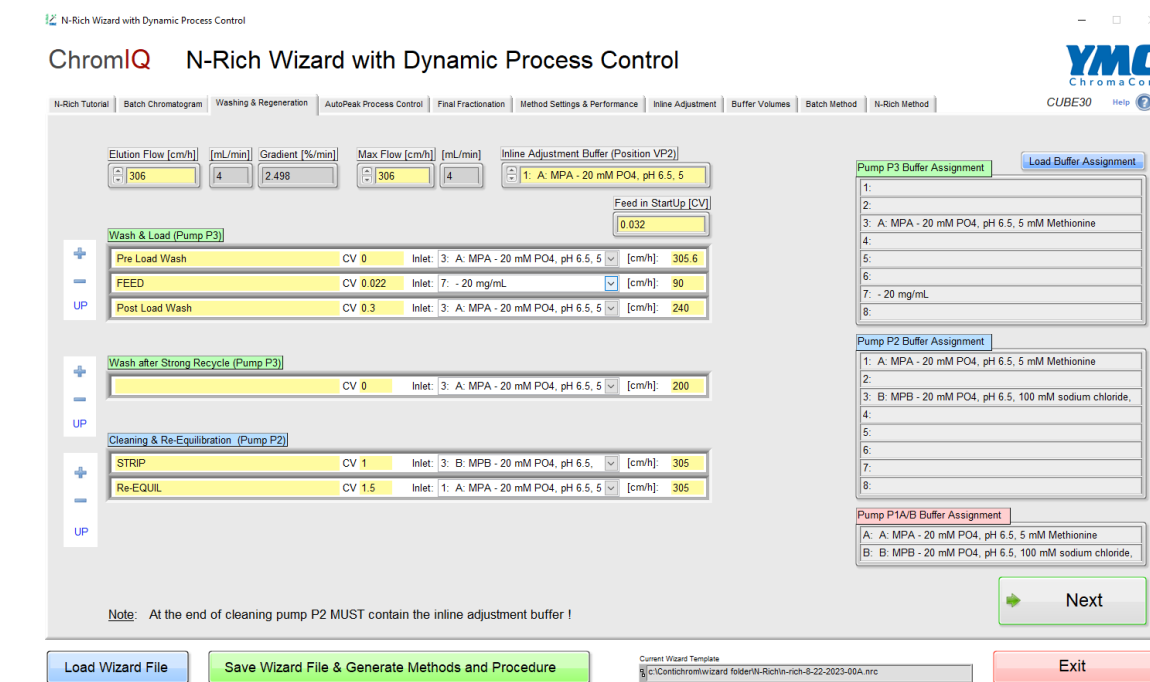 N-Rich Wizard with Dynamic Process Control
ChromIQ N-Rich Wizard with Dynamic Process Control
YMC
ChromaCon
N-Rich Tutorial Batch Chromatogram Washing & Regeneration AutoPeak Process Control Final Fractionation Method Settings & Performance Inline Adjustment Buffer Volumes Batch Method N-Rich Method CUBE30 Help ?
Elution Flow [cm/h] [mL/min] Gradient [%/min] Max Flow [cm/h] [mL/min] Inline Adjustment Buffer (Position VP2)
306 4 2.498 306 4 1: A: MPA - 20 mM PO4, pH 6.5, 5
Feed in StartUp [CV]
0.032
Wash & Load (Pump P3)
Pre Load Wash CV 0 Inlet: 3: A: MPA - 20 mM PO4, pH 6.5, 5 [cm/h]: 305.6
FEED CV 0.022 Inlet: 7: - 20 mg/mL [cm/h]: 90
UP
Post Load Wash CV 0.3 Inlet: 3: A: MPA - 20 mM PO4, pH 6.5, 5 [cm/h]: 240
Wash after Strong Recycle (Pump P3)
CV 0 Inlet: 3: A: MPA - 20 mM PO4, pH 6.5, 5 [cm/h]: 200
UP
Cleaning & Re-Equilibration (Pump P2)
STRIP CV 1 Inlet: 3: B: MPB - 20 mM PO4, pH 6.5, [cm/h]: 305
Re-EQUIL CV 1.5 Inlet: 1: A: MPA - 20 mM PO4, pH 6.5, 5 [cm/h]: 305
UP
Note: At the end of cleaning pump P2 MUST contain the inline adjustment buffer !
Load Buffer Assignment
Pump P3 Buffer Assignment
1:
2:
3: A: MPA - 20 mM PO4, pH 6.5, 5 mM Methionine
4:
5:
6:
7: - 20 mg/mL
8:
Pump P2 Buffer Assignment
1: A: MPA - 20 mM PO4, pH 6.5, 5 mM Methionine
2:
3: B: MPB - 20 mM PO4, pH 6.5, 100 mM sodium chloride,
4:
5:
6:
7:
8:
Pump P1A/B Buffer Assignment
A: A: MPA - 20 mM PO4, pH 6.5, 5 mM Methionine
B: B: MPB - 20 mM PO4, pH 6.5, 100 mM sodium chloride,
Next
Load Wizard File
Save Wizard File & Generate Methods and Procedure
Current Wizard Template
c:\Contichrom\wizard folder\N-Rich\n-rich-8-22-2023-00A.nrc
Exit